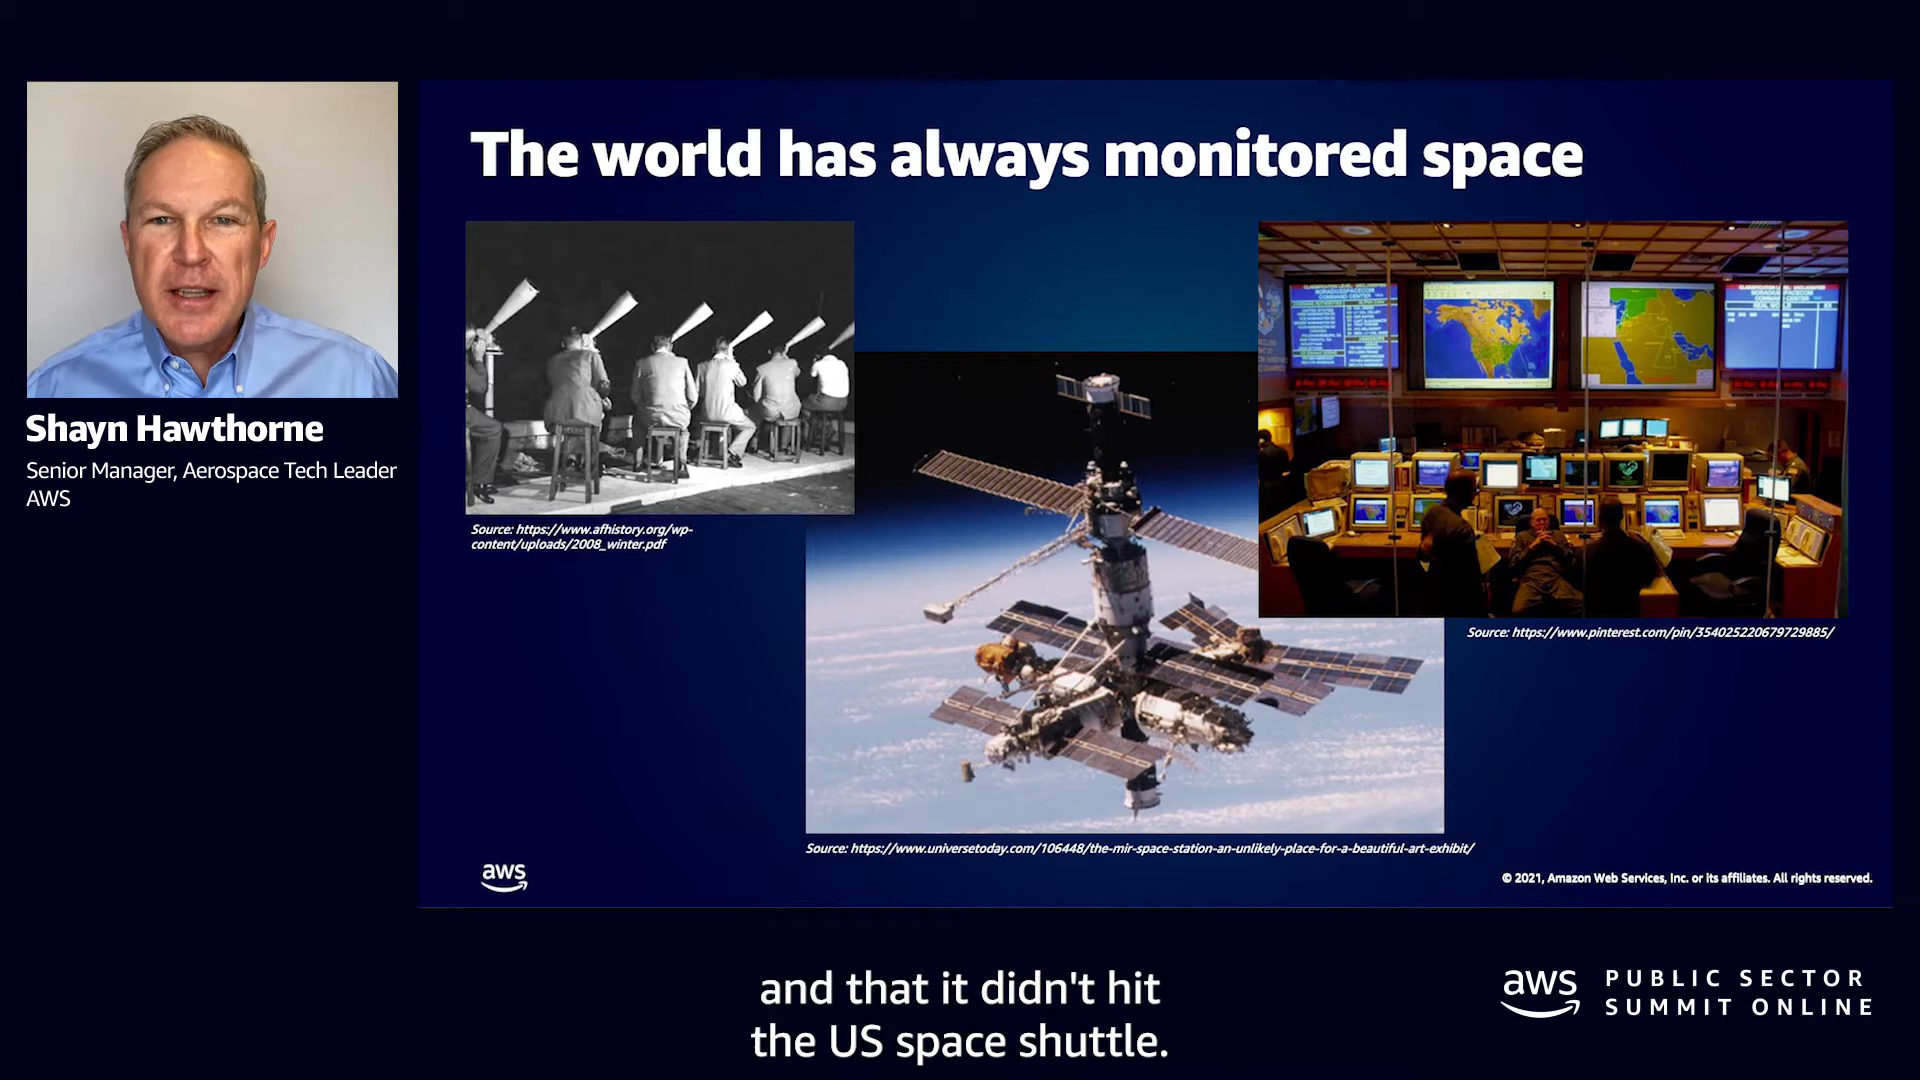 The world has always monitored space
Shayn Hawthorne
Senior Manager, Aerospace Tech Leader
AWS
Source: https://www.afhistory.org/wp-
content/uploads/2008_winter.pdf
Source: https://www.pinterest.com/pin/354025220679729885/
Source: https://www.universetoday.com/106448/the-mir-space-station-an-unlikely-place-for-a-beautiful-art-exhibit/
aws
© 2021, Amazon Web Services, Inc. or its affiliates. All rights reserved.
and that it didn't hit
the US space shuttle.
aws
PUBLIC SECTOR
SUMMIT ONLINE